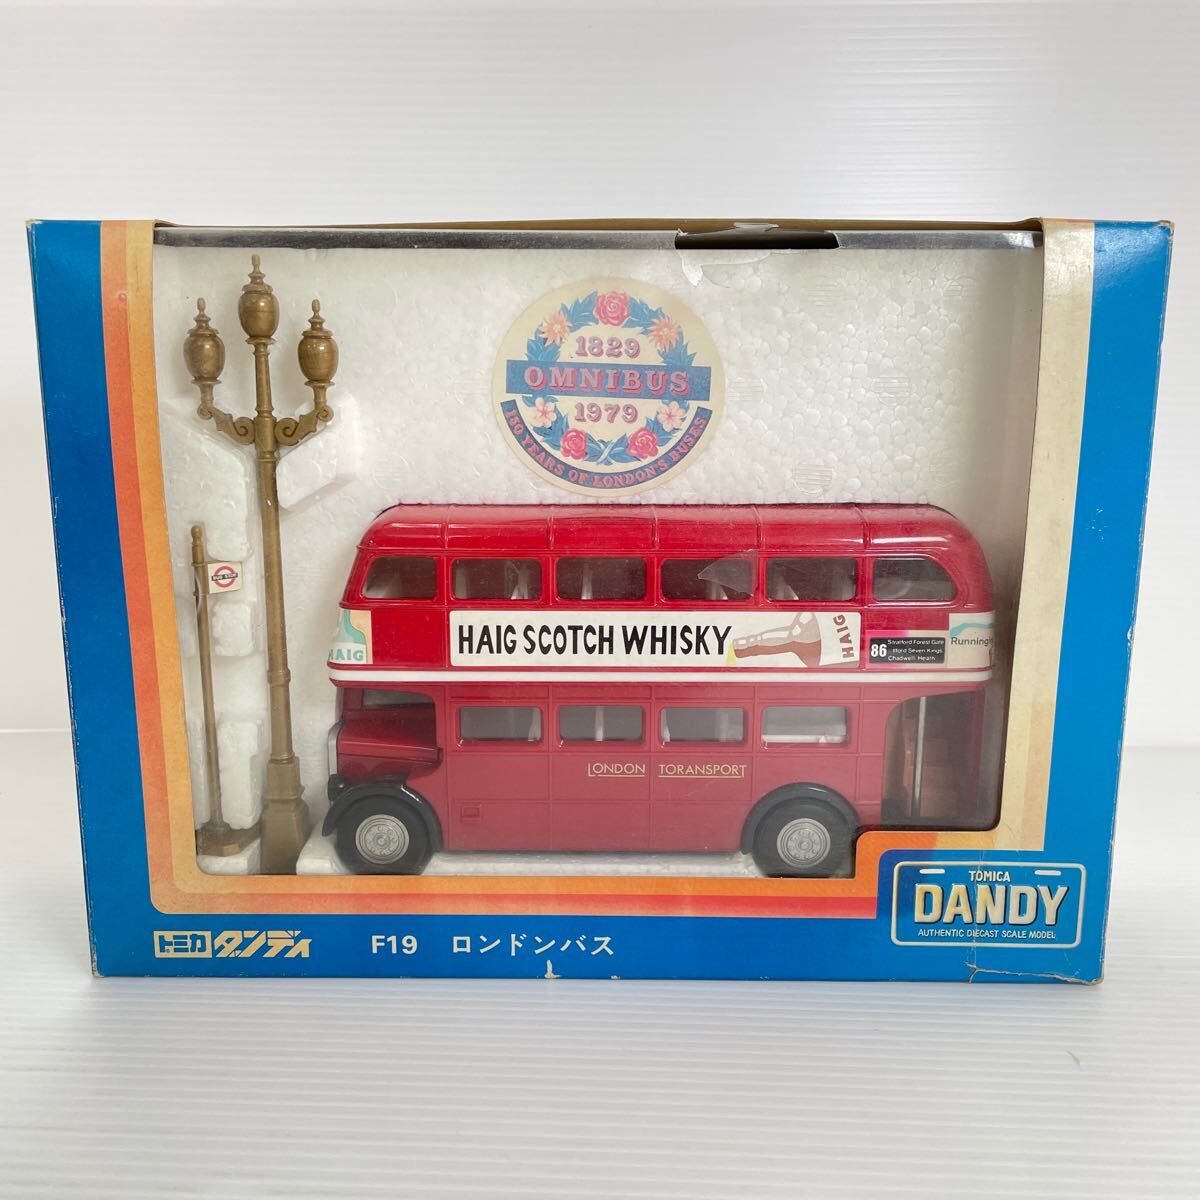 1829
OMNIBUS
1979
150 YEARS OF LONDON'S BUSES
BUS STOP
HAIG
HAIG SCOTCH WHISKY
HAIG
86
Stratford Forest Gate
Ilford Seven Kings
Chadwell Heath
Running
LONDON TORANSPORT
トミカ ダンディ
F19 ロンドンバス
TOMICA
DANDY
AUTHENTIC DIECAST SCALE MODEL